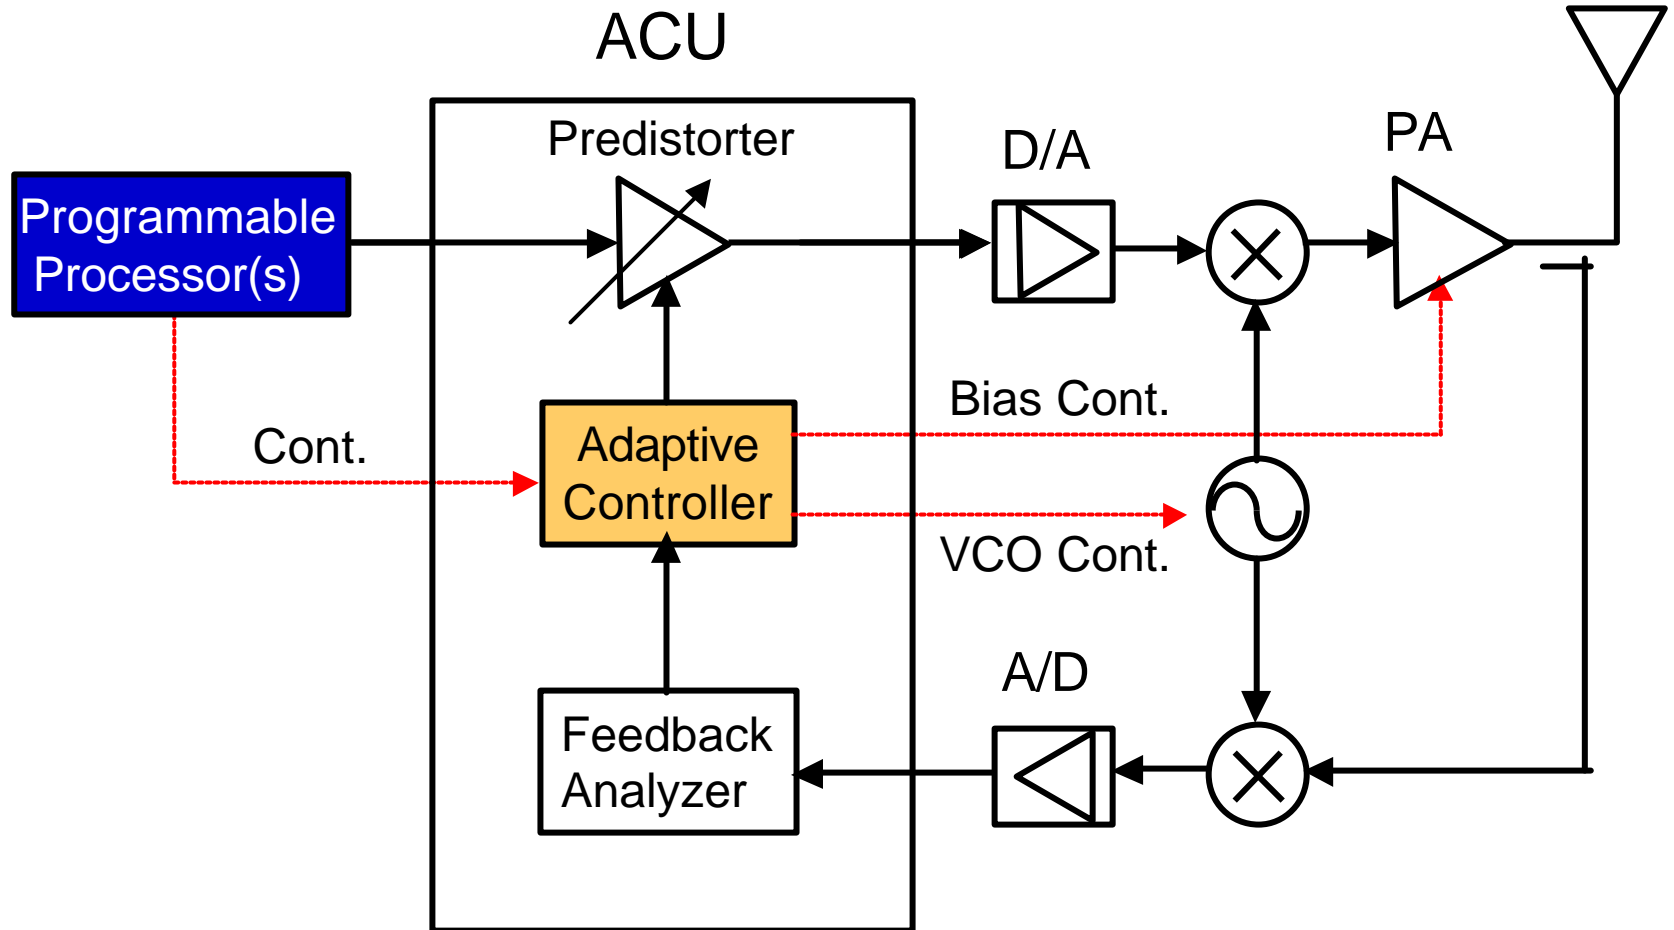 ACU
Predistorter
D/A
PA
Programmable
Processor(s)
Bias Cont.
Cont.
Adaptive
Controller
VCO Cont.
A/D
Feedback
Analyzer